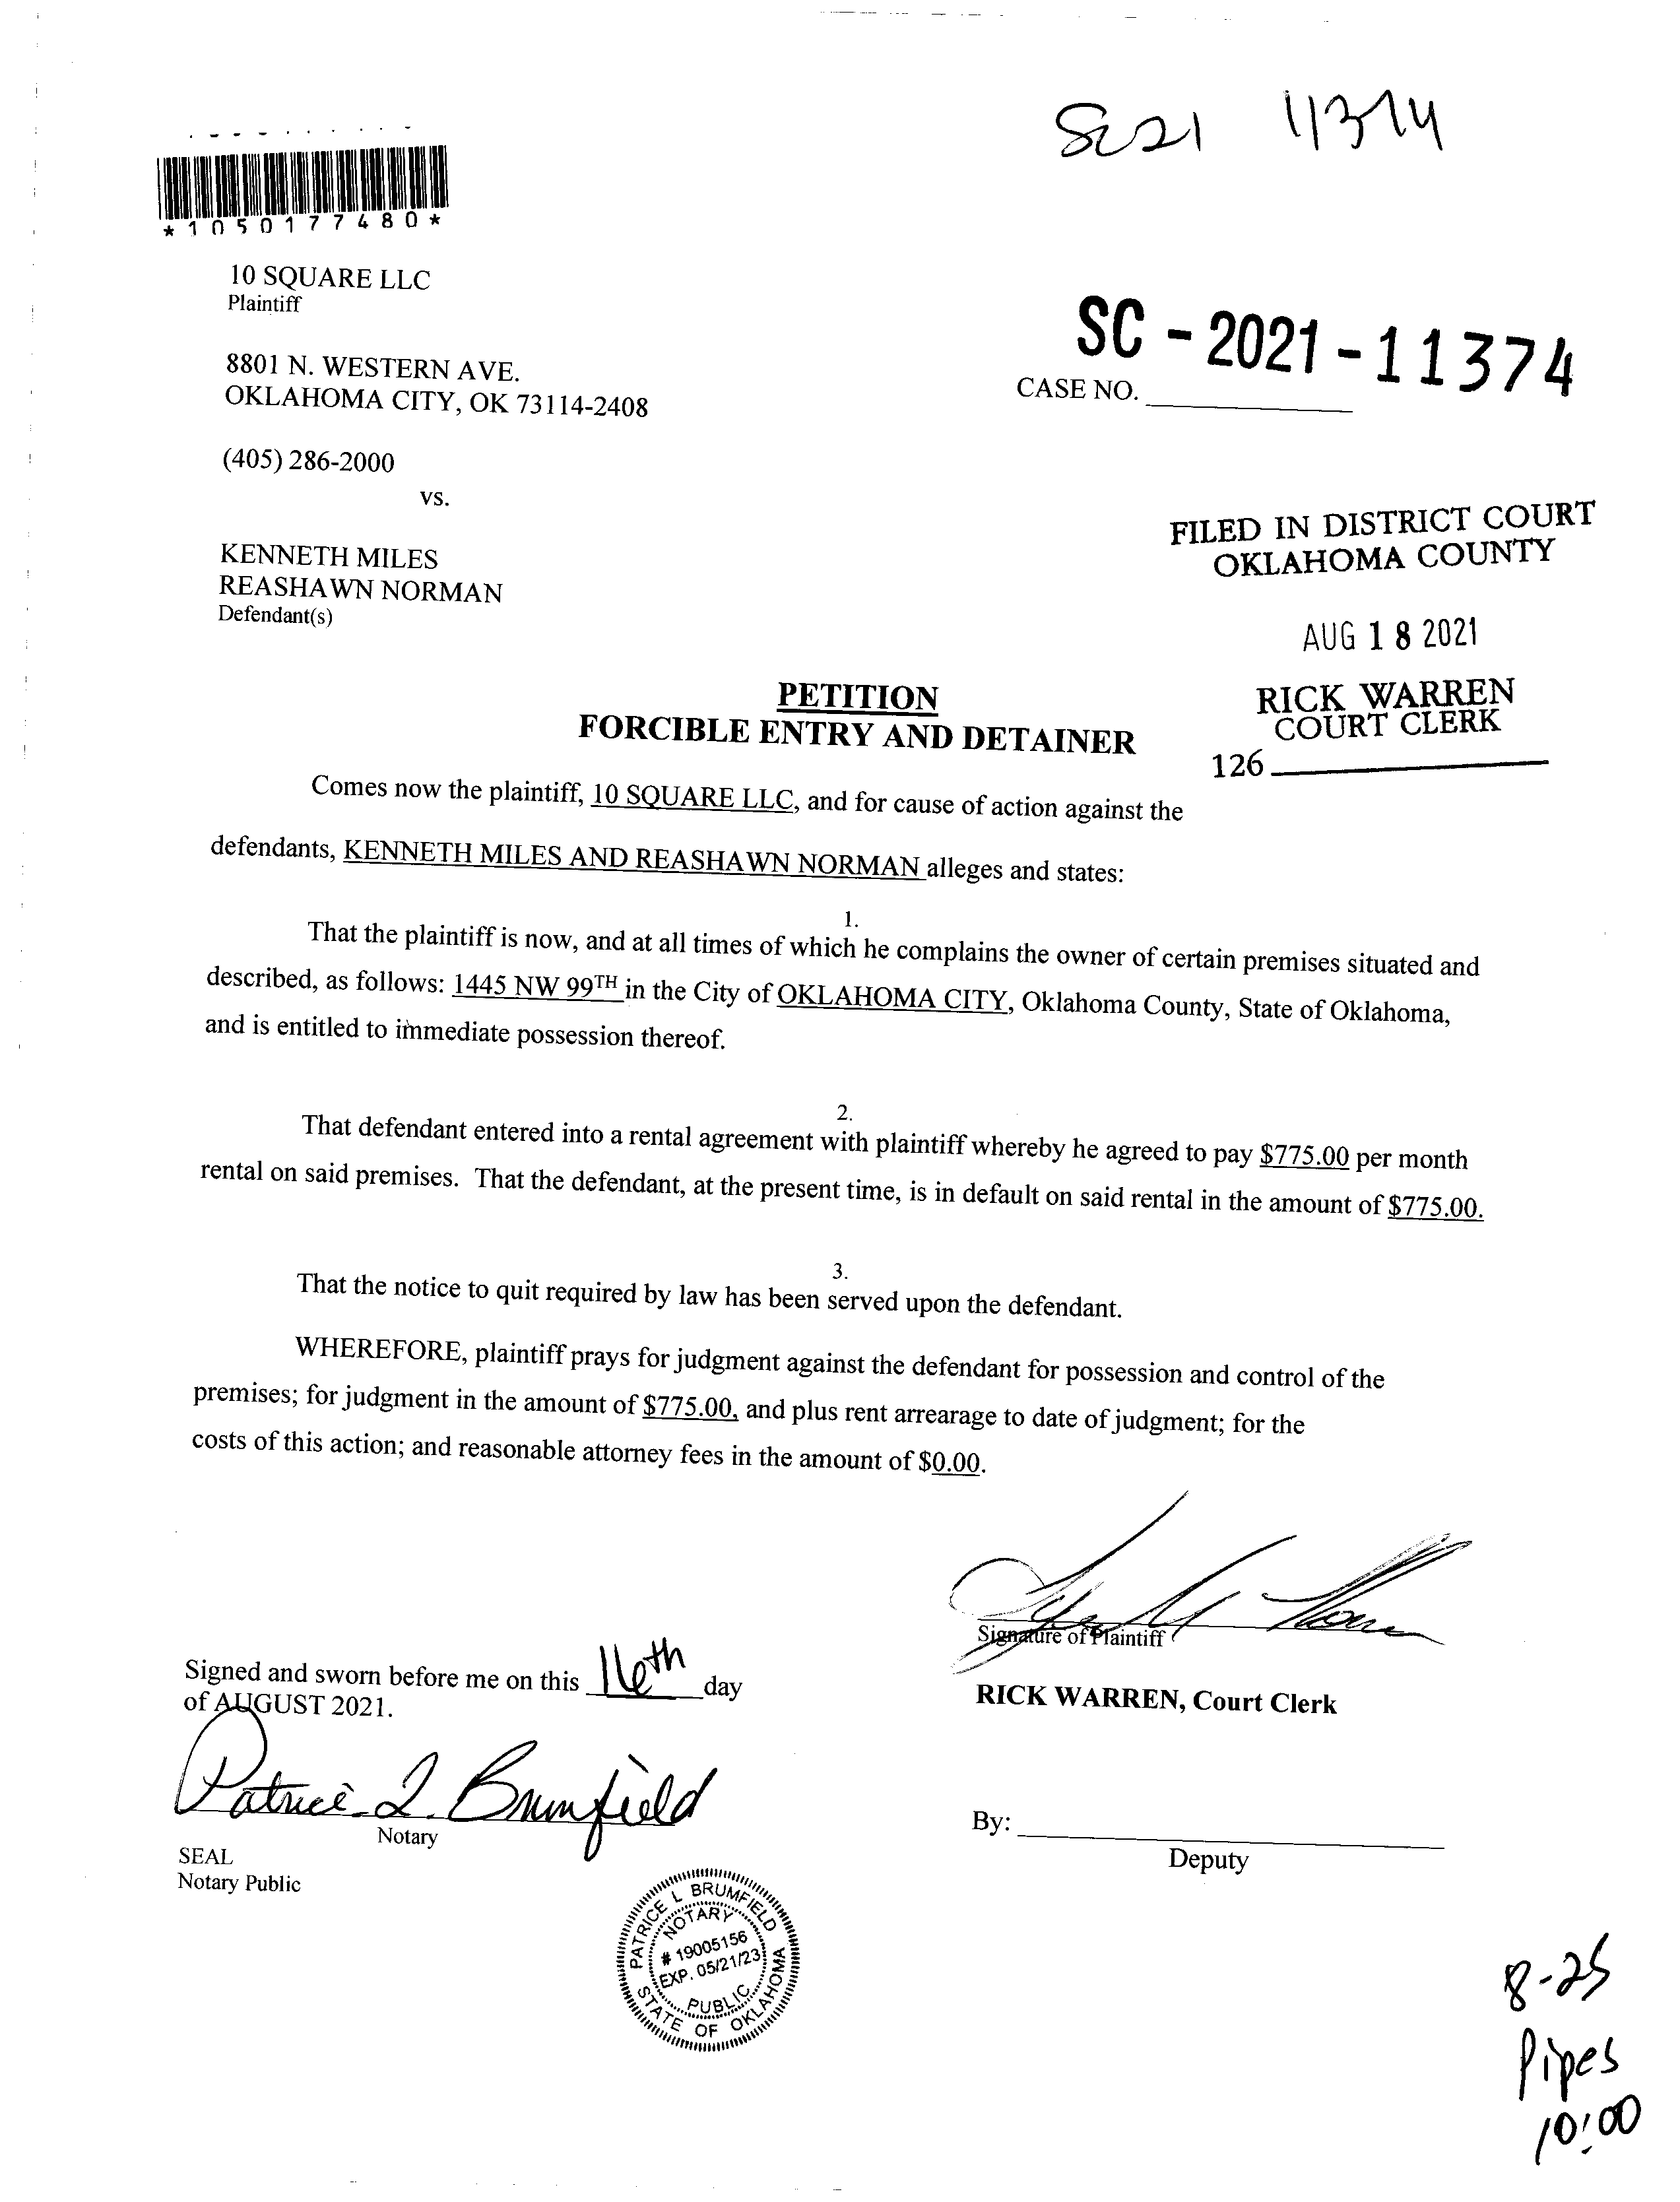 Sc21 11374
*1050177480*
10 SQUARE LLC
Plaintiff
8801 N. WESTERN AVE.
OKLAHOMA CITY, OK 73114-2408
(405) 286-2000
vs.
KENNETH MILES
REASHAWN NORMAN
Defendant(s)
SC - 2021 - 11374
CASE NO.
FILED IN DISTRICT COURT
OKLAHOMA COUNTY
AUG 18 2021
RICK WARREN
COURT CLERK
126
PETITION
FORCIBLE ENTRY AND DETAINER
Comes now the plaintiff, 10 SQUARE LLC, and for cause of action against the
defendants, KENNETH MILES AND REASHAWN NORMAN alleges and states:
1.
That the plaintiff is now, and at all times of which he complains the owner of certain premises situated and
described, as follows: 1445 NW 99TH in the City of OKLAHOMA CITY, Oklahoma County, State of Oklahoma,
and is entitled to immediate possession thereof.
2.
That defendant entered into a rental agreement with plaintiff whereby he agreed to pay $775.00 per month
rental on said premises. That the defendant, at the present time, is in default on said rental in the amount of $775.00.
3.
That the notice to quit required by law has been served upon the defendant.
WHEREFORE, plaintiff prays for judgment against the defendant for possession and control of the
premises; for judgment in the amount of $775.00, and plus rent arrearage to date of judgment; for the
costs of this action; and reasonable attorney fees in the amount of $0.00.
Signature of Plaintiff
RICK WARREN, Court Clerk
Signed and sworn before me on this 16th day
of AUGUST 2021.
Patrice L. Brumfield
Notary
SEAL
Notary Public
By:
Deputy
PATRICE L BRUMFIELD
NOTARY
# 19005156
EXP. 05/21/23
PUBLIC
STATE OF OKLAHOMA
8-25
Pipes
10:00